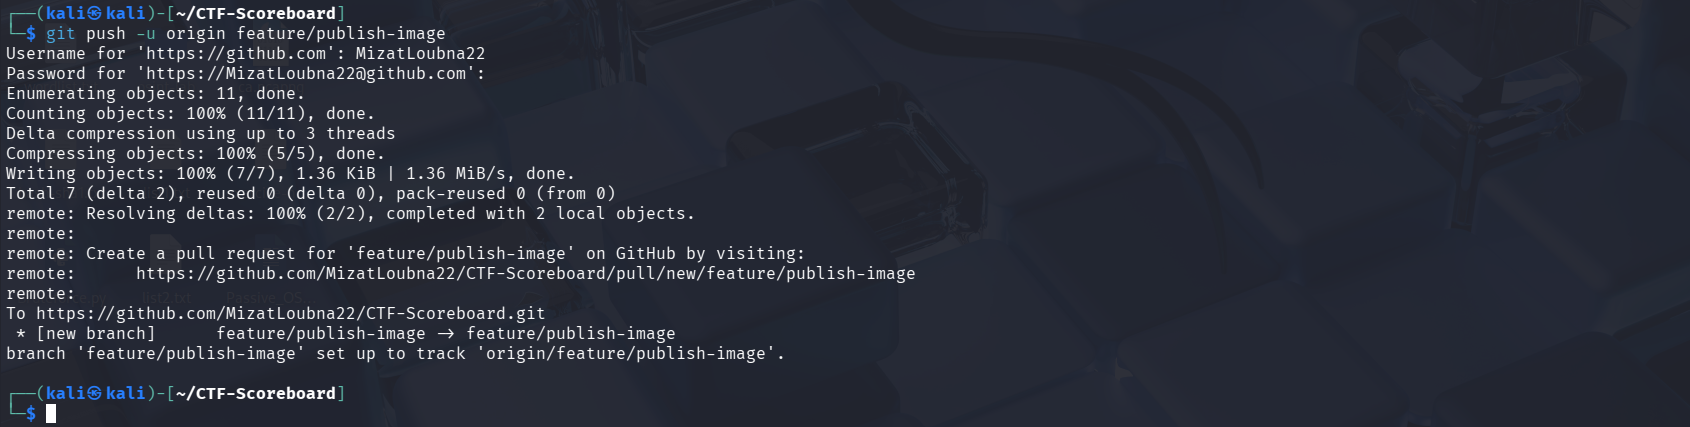 ┌──(kali㉿kali)-[~/CTF-Scoreboard]
└─$ git push -u origin feature/publish-image
Username for 'https://github.com': MizatLoubna22
Password for 'https://MizatLoubna22@github.com':
Enumerating objects: 11, done.
Counting objects: 100% (11/11), done.
Delta compression using up to 3 threads
Compressing objects: 100% (5/5), done.
Writing objects: 100% (7/7), 1.36 KiB | 1.36 MiB/s, done.
Total 7 (delta 2), reused 0 (delta 0), pack-reused 0 (from 0)
remote: Resolving deltas: 100% (2/2), completed with 2 local objects.
remote:
remote: Create a pull request for 'feature/publish-image' on GitHub by visiting:
remote:      https://github.com/MizatLoubna22/CTF-Scoreboard/pull/new/feature/publish-image
remote:
list2.txt
To https://github.com/MizatLoubna22/CTF-Scoreboard.git
 * [new branch]      feature/publish-image -> feature/publish-image
branch 'feature/publish-image' set up to track 'origin/feature/publish-image'.
┌──(kali㉿kali)-[~/CTF-Scoreboard]
└─$